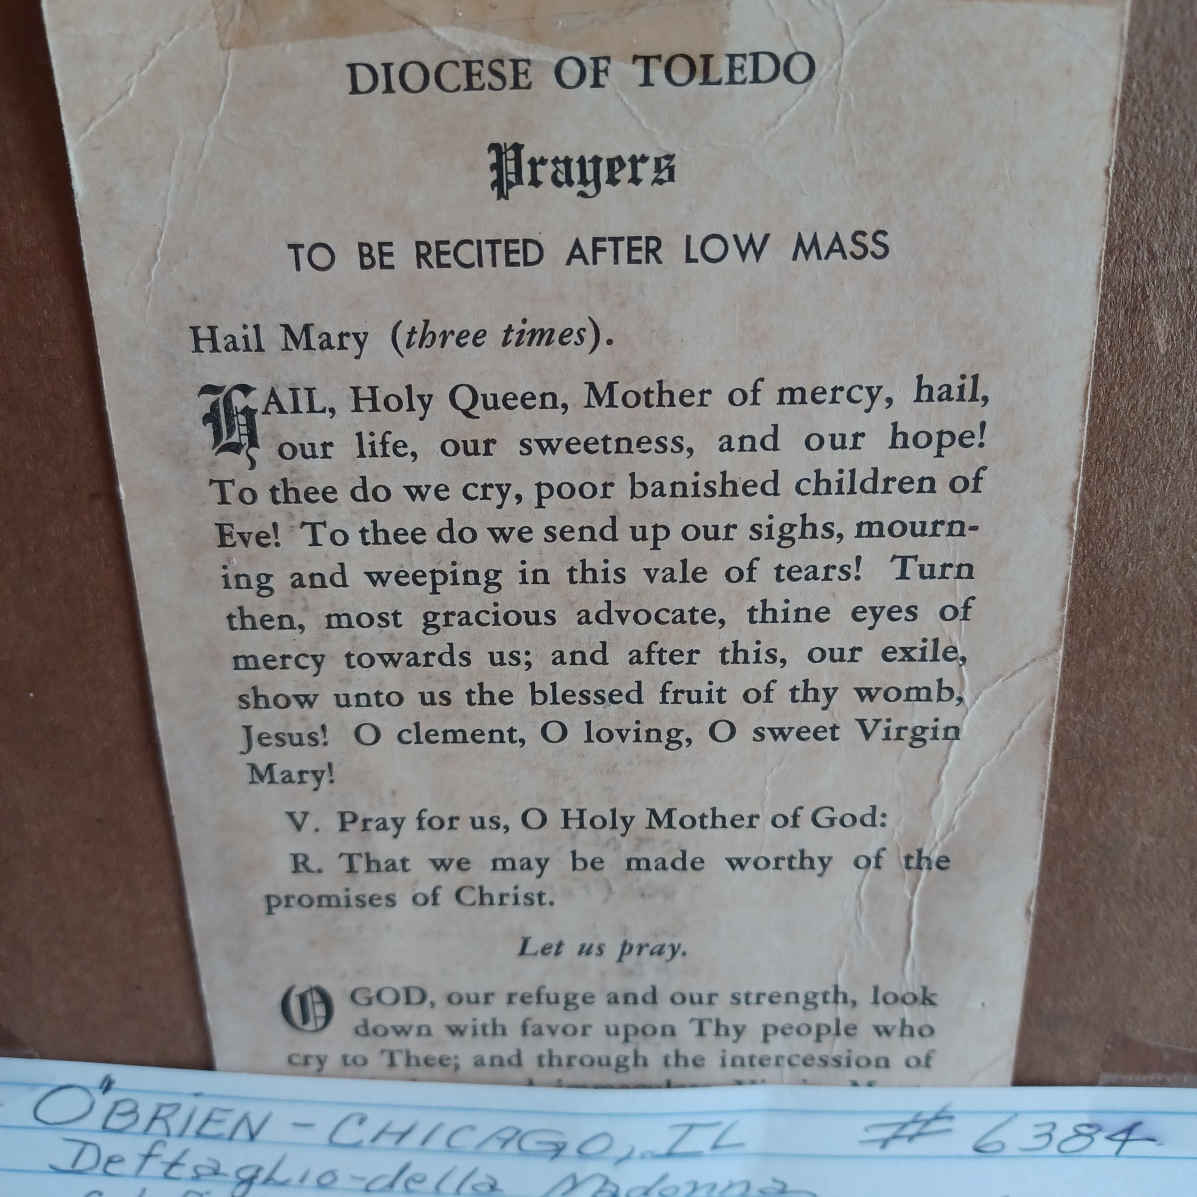 DIOCESE OF TOLEDO
Prayers
TO BE RECITED AFTER LOW MASS
Hail Mary (three times).
HAIL, Holy Queen, Mother of mercy, hail,
our life, our sweetness, and our hope!
To thee do we cry, poor banished children of
Eve! To thee do we send up our sighs, mourn-
ing and weeping in this vale of tears! Turn
then, most gracious advocate, thine eyes of
mercy towards us; and after this, our exile,
show unto us the blessed fruit of thy womb,
Jesus! O clement, O loving, O sweet Virgin
Mary!
V. Pray for us, O Holy Mother of God:
R. That we may be made worthy of the
promises of Christ.
Let us pray.
O GOD, our refuge and our strength, look
down with favor upon Thy people who
cry to Thee; and through the intercession of
O'BRIEN - CHICAGO, IL # 6384
Deftaglio-della Madonna